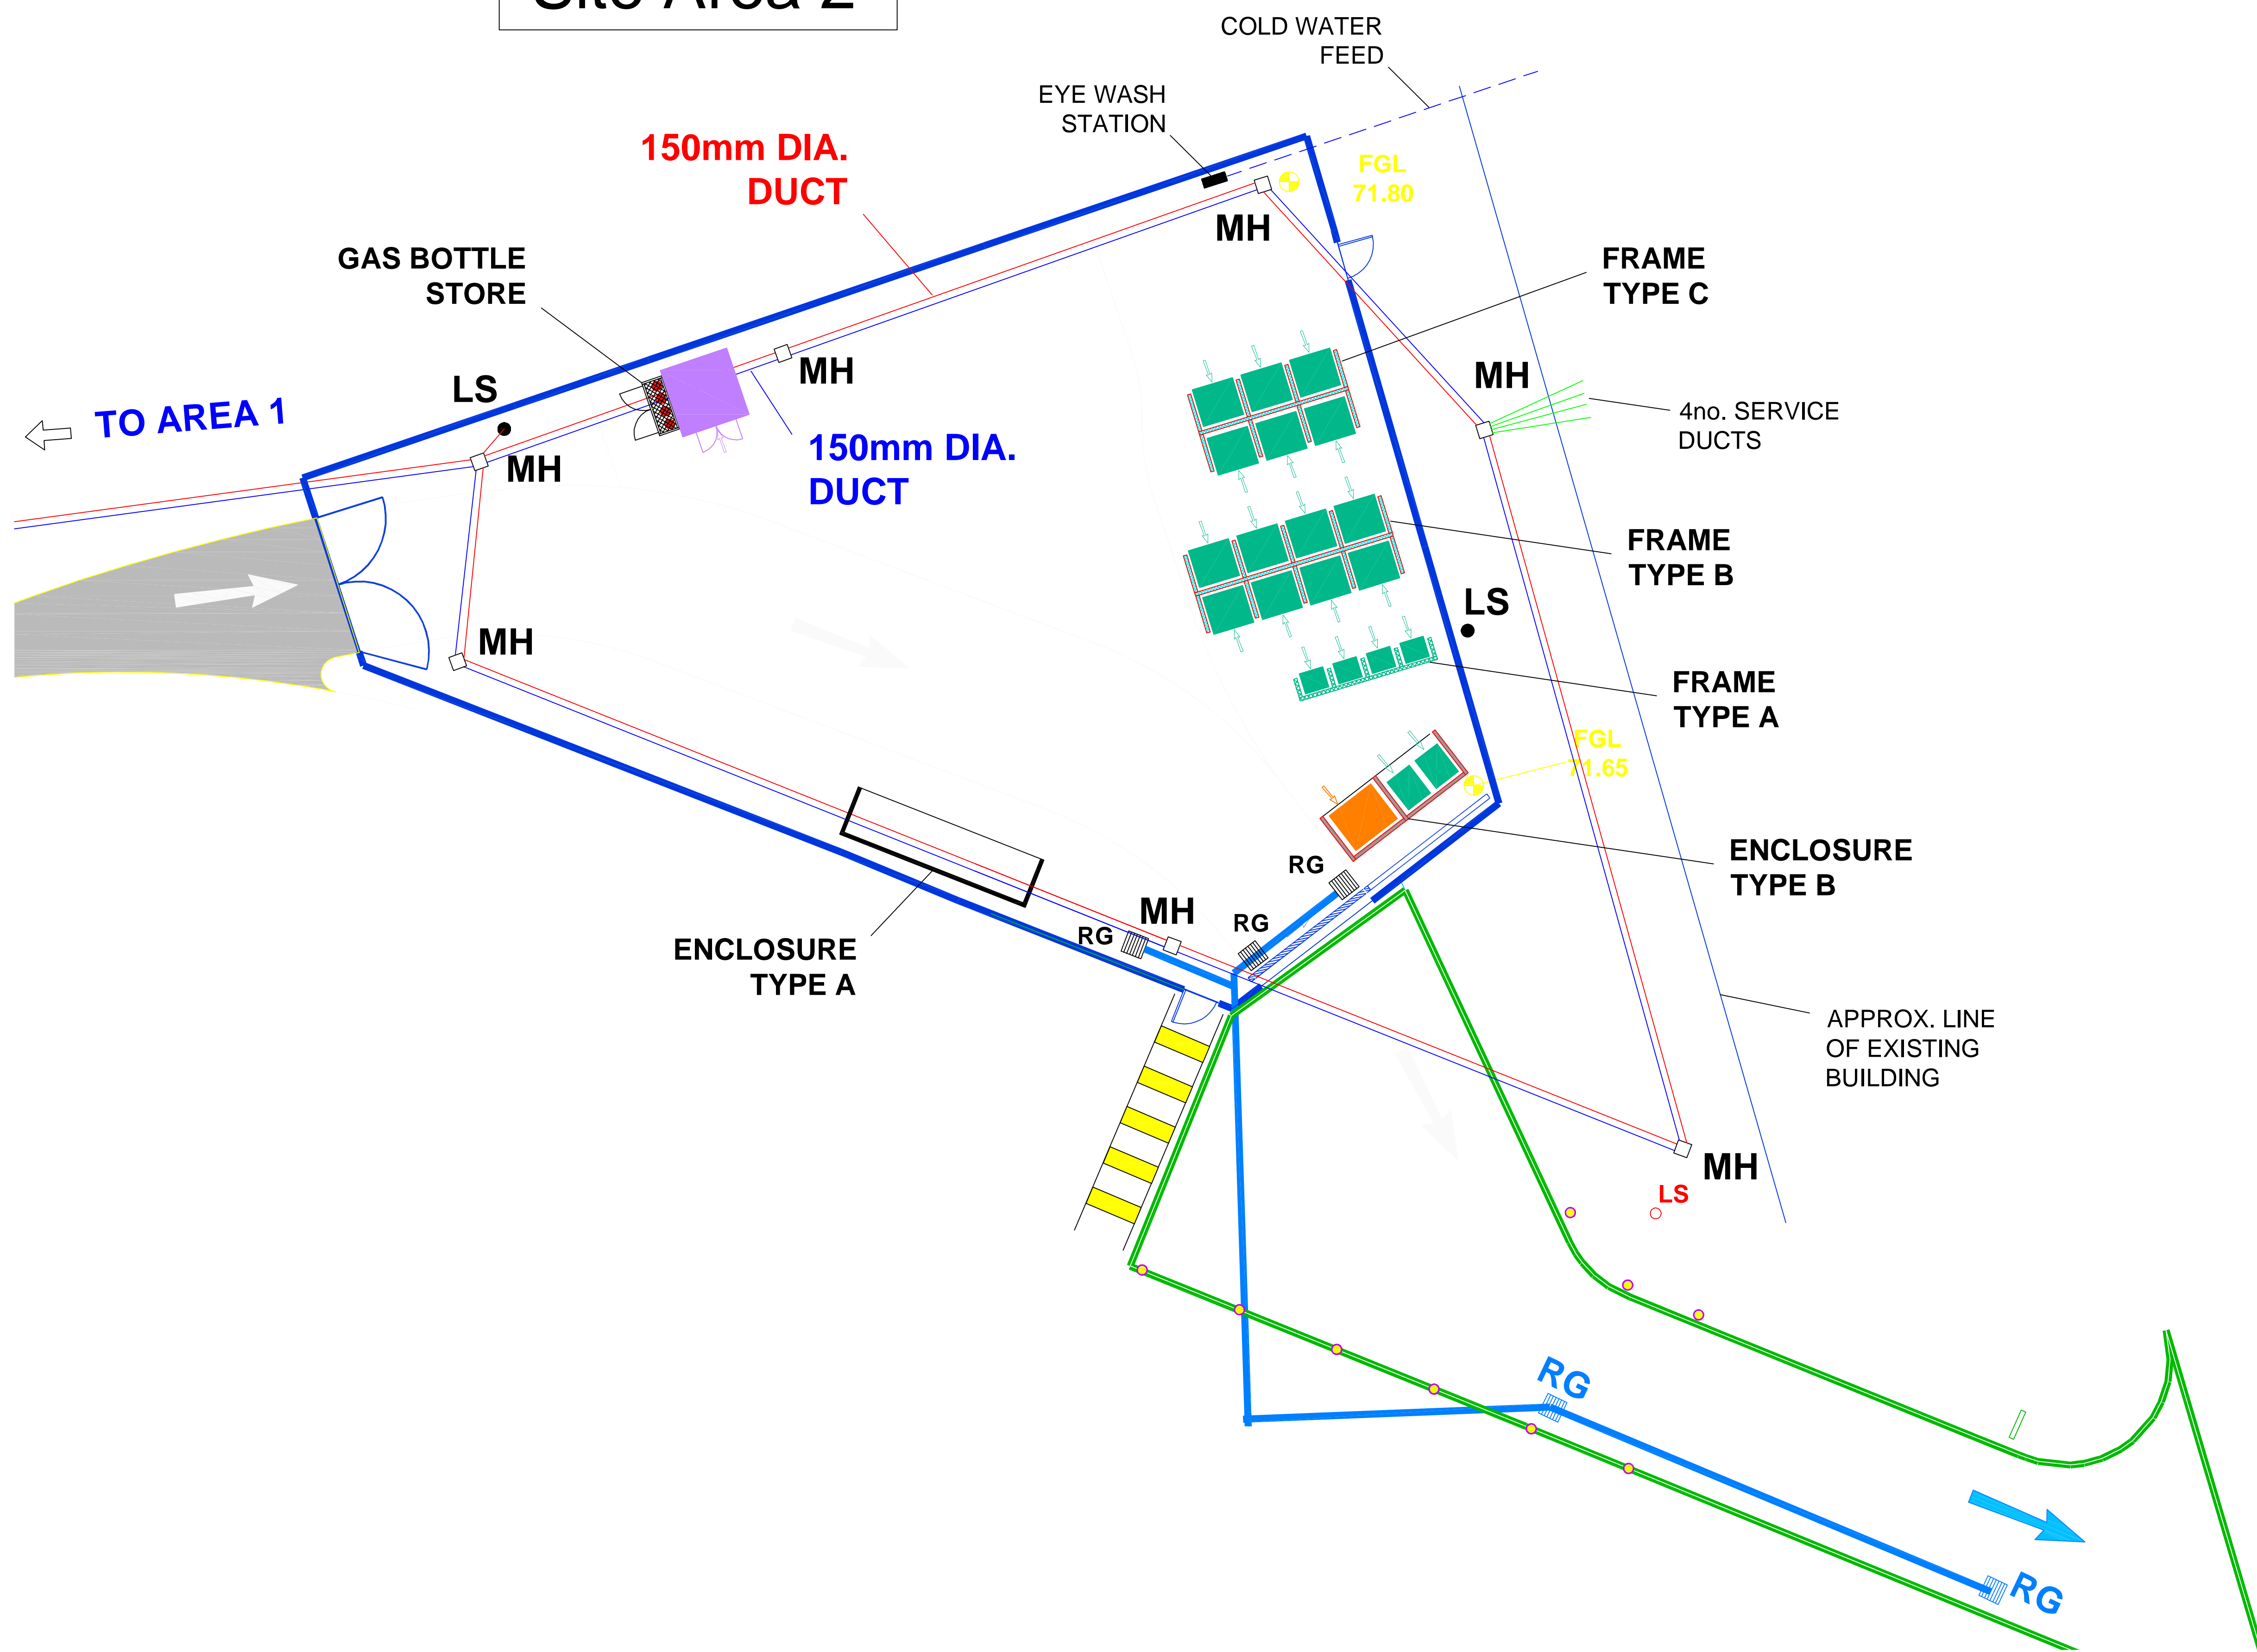 Site Area 2
COLD WATER
FEED
EYE WASH
STATION
150mm DIA.
DUCT
FGL
71.80
MH
GAS BOTTLE
STORE
FRAME
TYPE C
MH
MH
LS
TO AREA 1
4no. SERVICE
DUCTS
MH
150mm DIA.
DUCT
FRAME
TYPE B
LS
MH
FRAME
TYPE A
FGL
71.65
ENCLOSURE
TYPE B
RG
MH
RG
RG
ENCLOSURE
TYPE A
APPROX. LINE
OF EXISTING
BUILDING
MH
LS
RG
RG